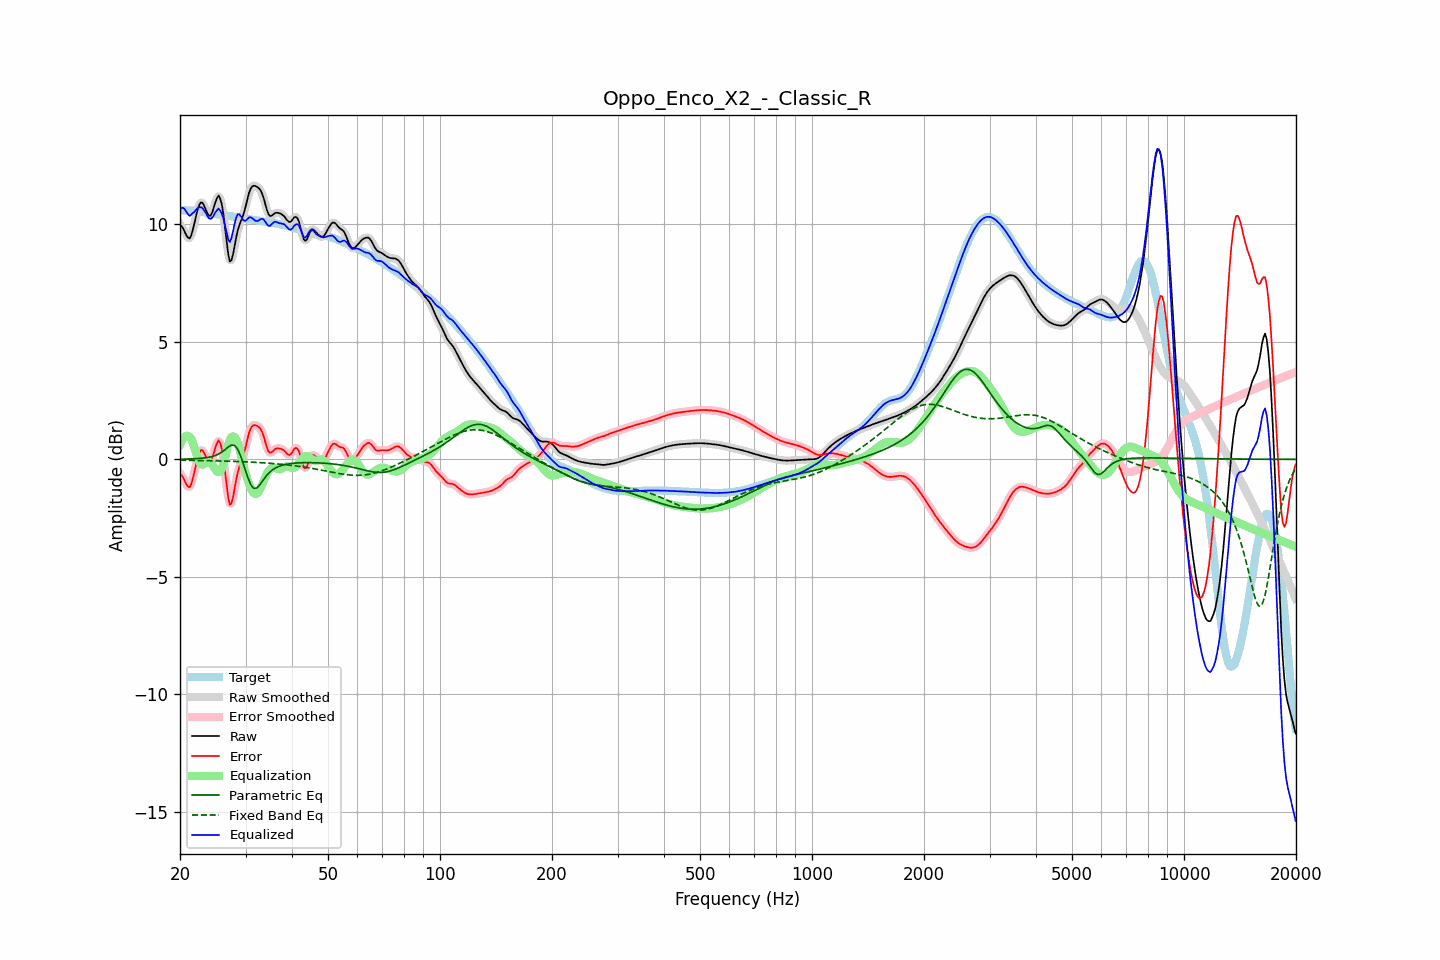 Oppo_Enco_X2_-_Classic_R
Amplitude (dBr)
10
5
0
−5
−10
−15
Target
Raw Smoothed
Error Smoothed
Raw
Error
Equalization
Parametric Eq
Fixed Band Eq
Equalized
20 50 100 200 500 1000 2000 5000 10000 20000
Frequency (Hz)